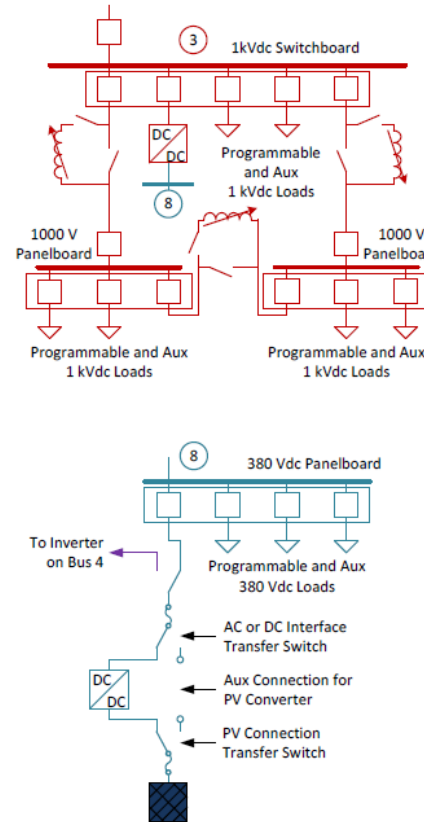 3
1kVdc Switchboard
DC
DC
Programmable
and Aux
1 kVdc Loads
8
1000 V
Panelboard
1000 V
Panelboa
Programmable and Aux
1 kVdc Loads
Programmable and Aux
1 kVdc Loads
8
380 Vdc Panelboard
To Inverter
on Bus 4
Programmable and Aux
380 Vdc Loads
AC or DC Interface
Transfer Switch
DC
DC
Aux Connection for
PV Converter
PV Connection
Transfer Switch